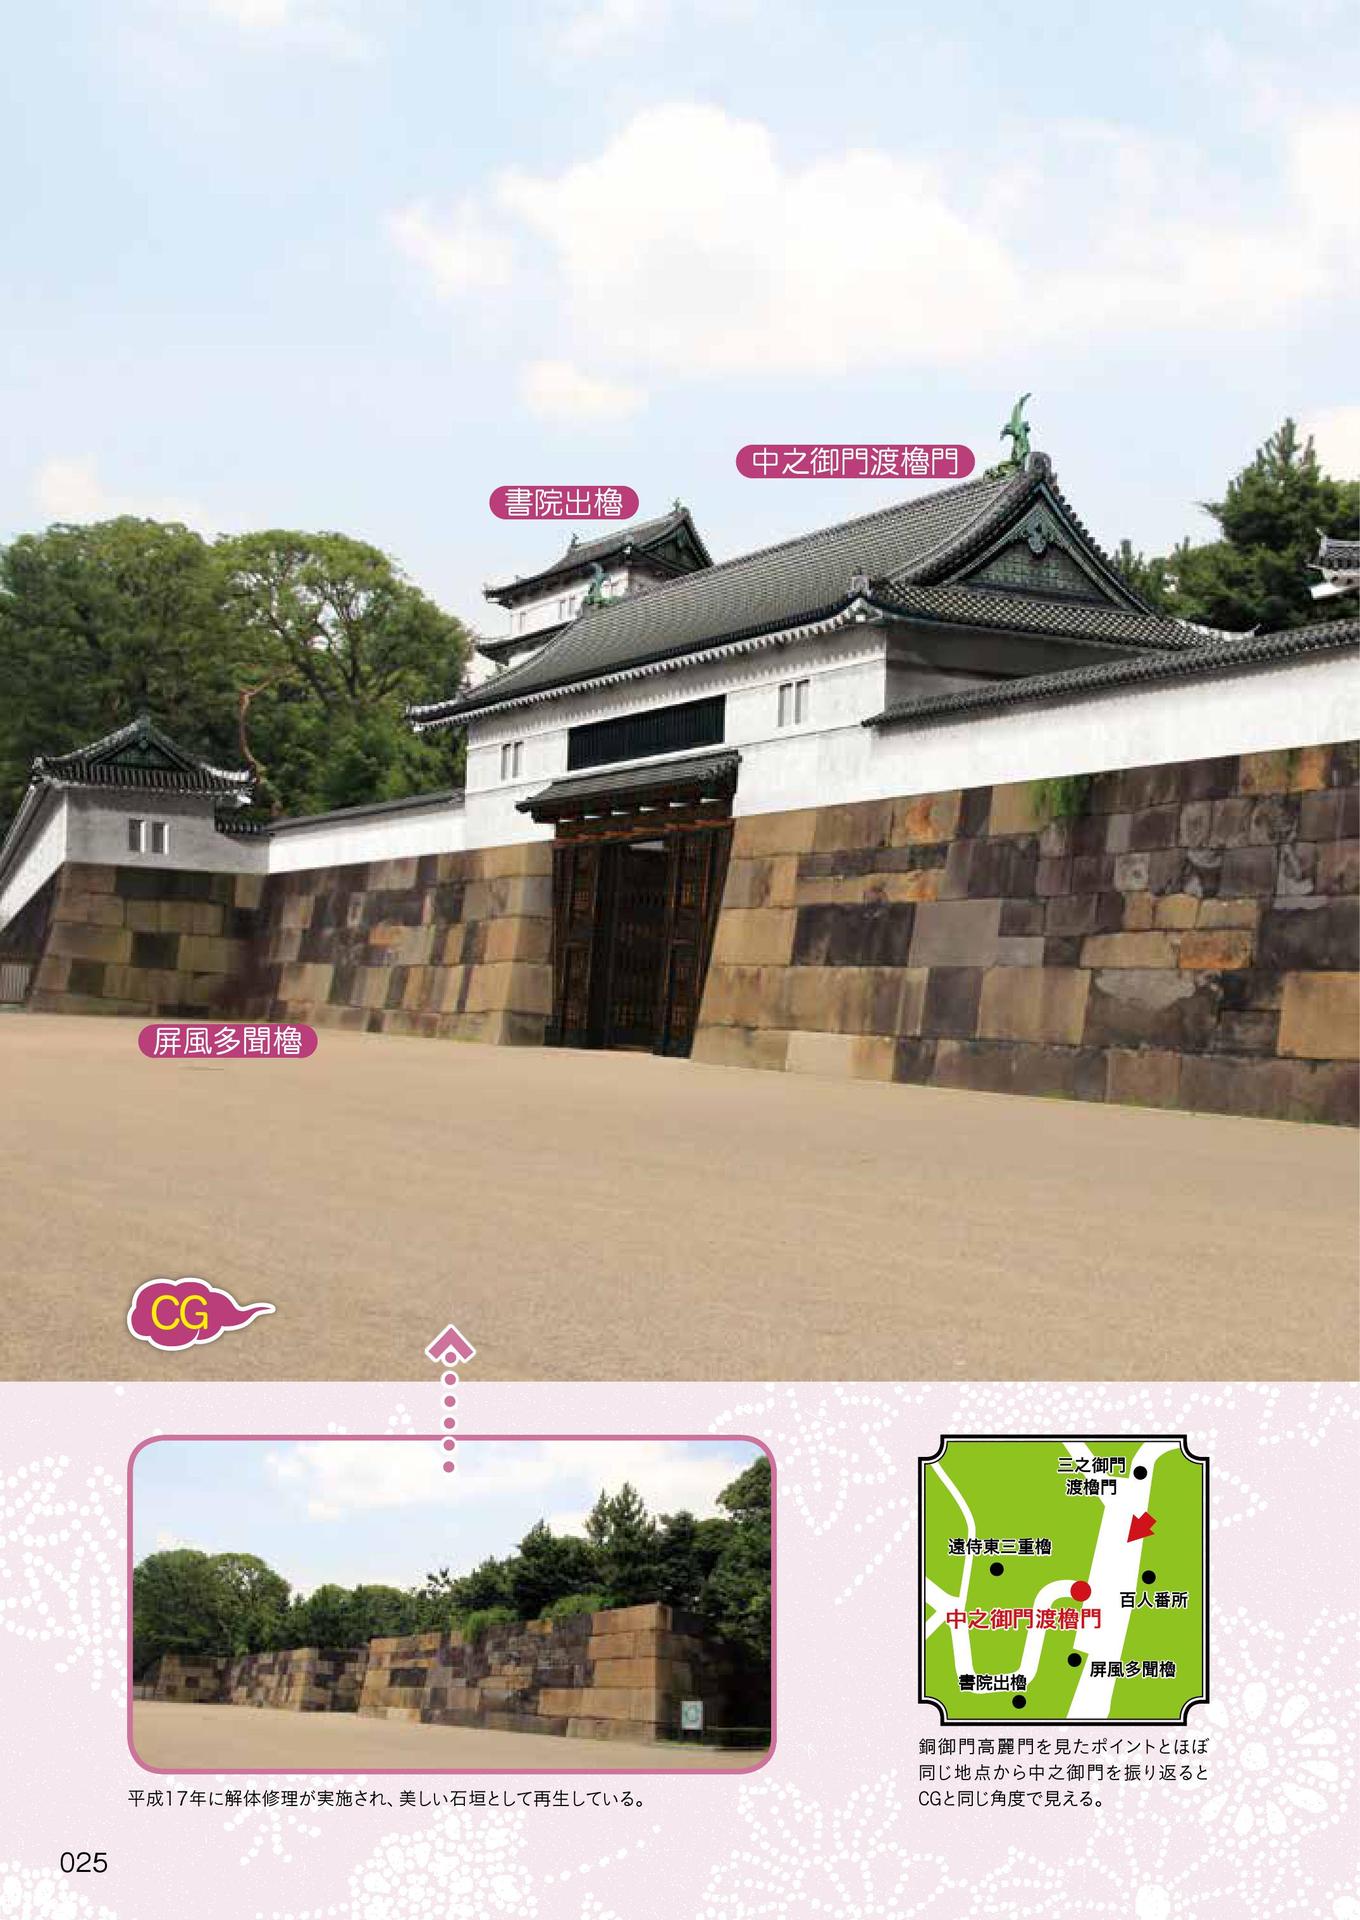 中之御門渡櫓門
書院出櫓
屏風多聞櫓
CG
平成17年に解体修理が実施され、美しい石垣として再生している。
三之御門
渡櫓門
遠侍東三重櫓
百人番所
中之御門渡櫓門
屏風多聞櫓
書院出櫓
銅御門高麗門を見たポイントとほぼ
同じ地点から中之御門を振り返ると
CGと同じ角度で見える。
025